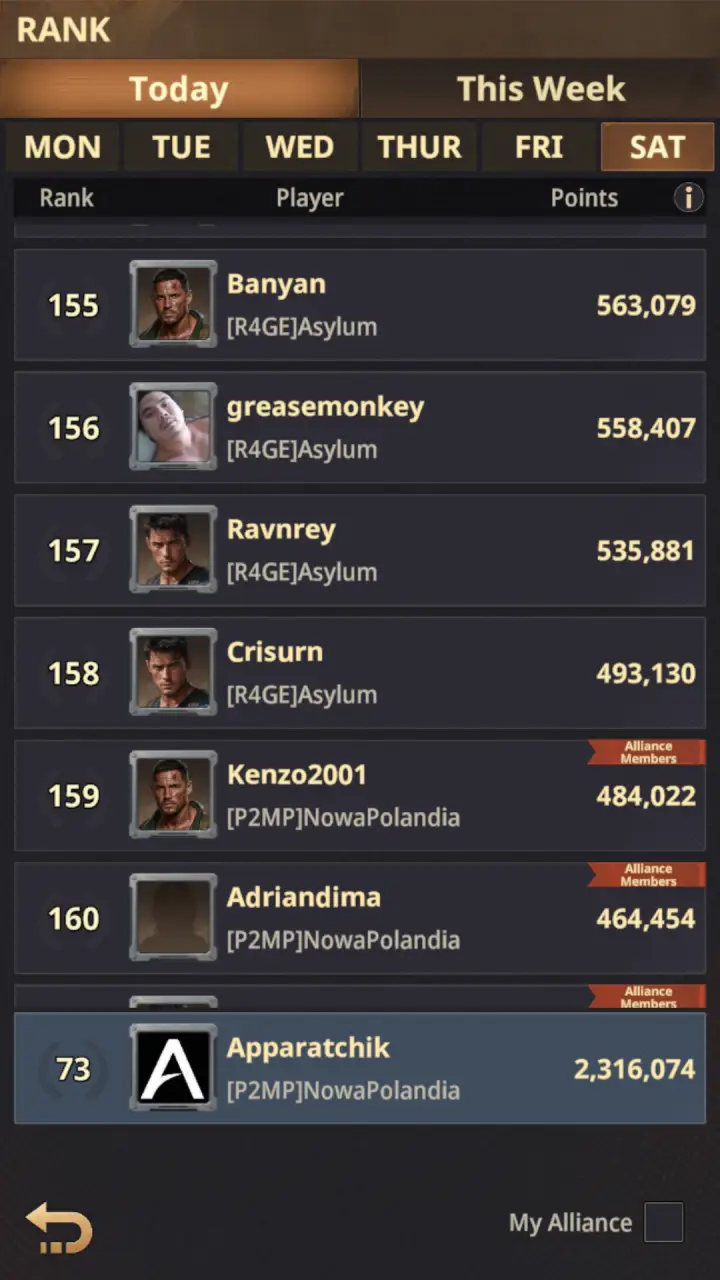 RANK
Today
This Week
MON TUE WED THUR FRI SAT
Rank Player Points i
155 Banyan 563,079
[R4GE]Asylum
156 greasemonkey 558,407
[R4GE]Asylum
157 Ravnrey 535,881
[R4GE]Asylum
158 Crisurn 493,130
[R4GE]Asylum
Alliance
Members
159 Kenzo2001 484,022
[P2MP]NowaPolandia
Alliance
Members
160 Adriandima 464,454
[P2MP]NowaPolandia
Alliance
Members
73 Apparatchik 2,316,074
[P2MP]NowaPolandia
My Alliance